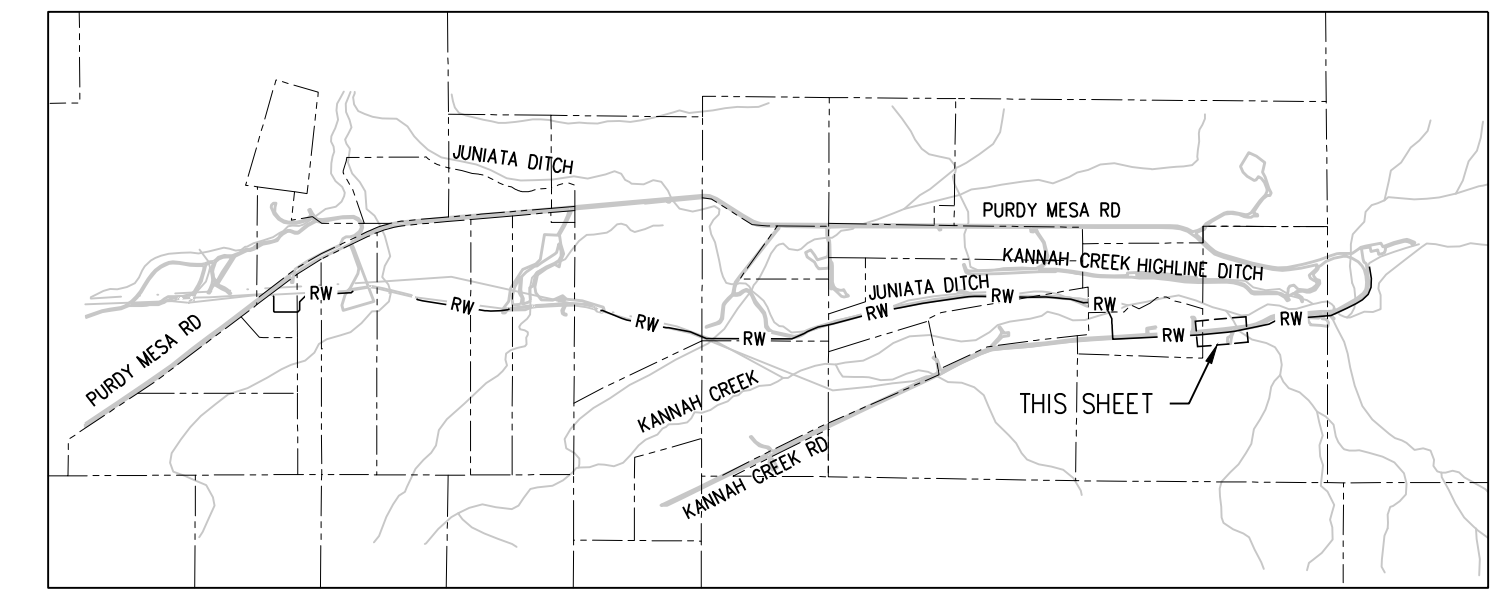 JUNIATA DITCH
PURDY MESA RD
KANNAH CREEK HIGHLINE DITCH
JUNIATA DITCH
RW
RW
RW
RW
RW
RW
RW
RW
RW
PURDY MESA RD
KANNAH CREEK
THIS SHEET
KANNAH CREEK RD